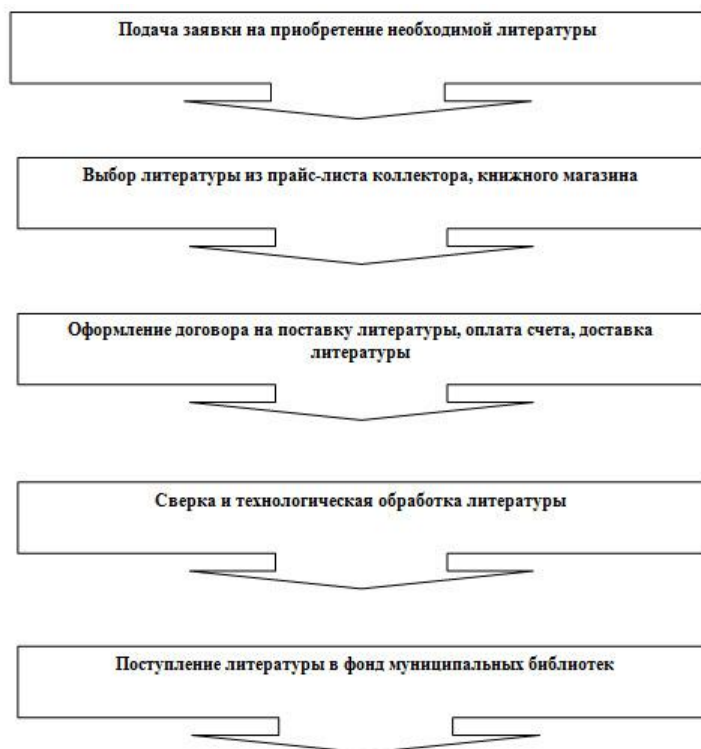 Подача заявки на приобретение необходимой литературы
Выбор литературы из прайс-листа коллектора, книжного магазина
Оформление договора на поставку литературы, оплата счета, доставка
литературы
Сверка и технологическая обработка литературы
Поступление литературы в фонд муниципальных библиотек